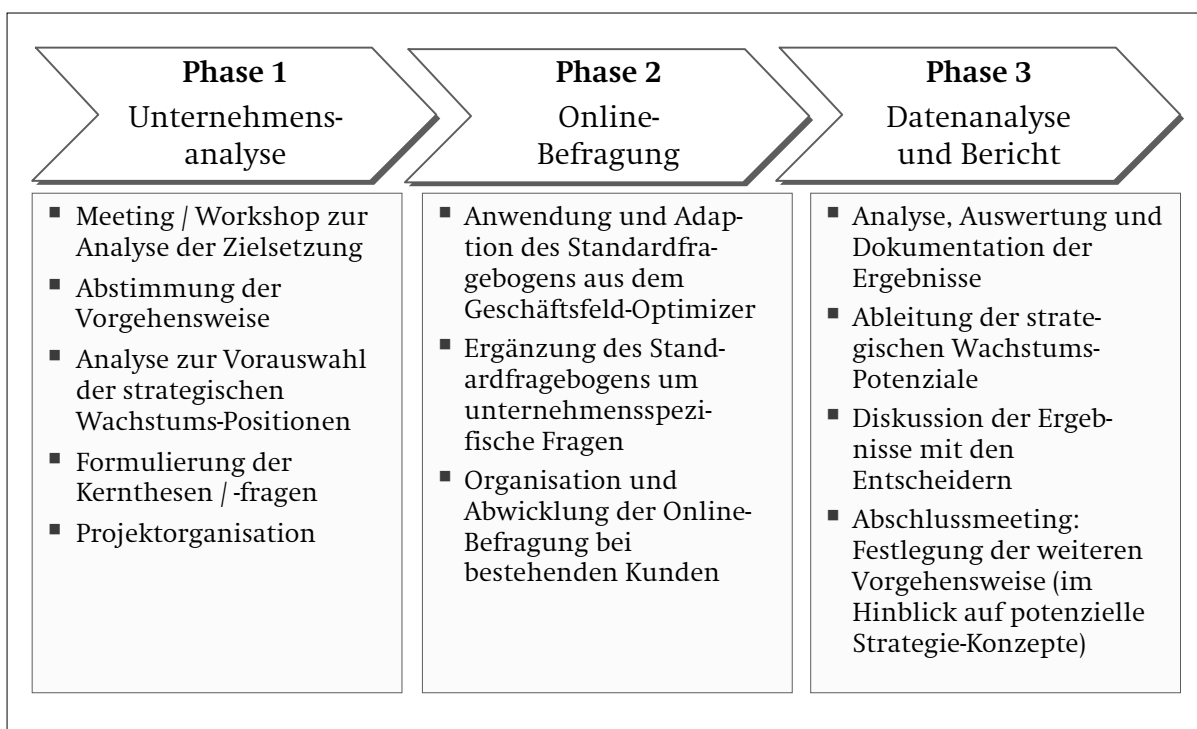 Phase 1
Unternehmens-
analyse
■ Meeting / Workshop zur
Analyse der Zielsetzung
■ Abstimmung der
Vorgehensweise
■ Analyse zur Vorauswahl
der strategischen
Wachstums-Positionen
■ Formulierung der
Kernthesen / -fragen
■ Projektorganisation
Phase 2
Online-
Befragung
■ Anwendung und Adap-
tion des Standardfra-
gebogens aus dem
Geschäftsfeld-Optimizer
■ Ergänzung des Stan-
dardfragebogens um
unternehmensspezi-
fische Fragen
■ Organisation und
Abwicklung der Online-
Befragung bei
bestehenden Kunden
Phase 3
Datenanalyse
und Bericht
■ Analyse, Auswertung und
Dokumentation der
Ergebnisse
■ Ableitung der strate-
gischen Wachstums-
Potenziale
■ Diskussion der Ergeb-
nisse mit den
Entscheidern
■ Abschlussmeeting:
Festlegung der weiteren
Vorgehensweise (im
Hinblick auf potenzielle
Strategie-Konzepte)